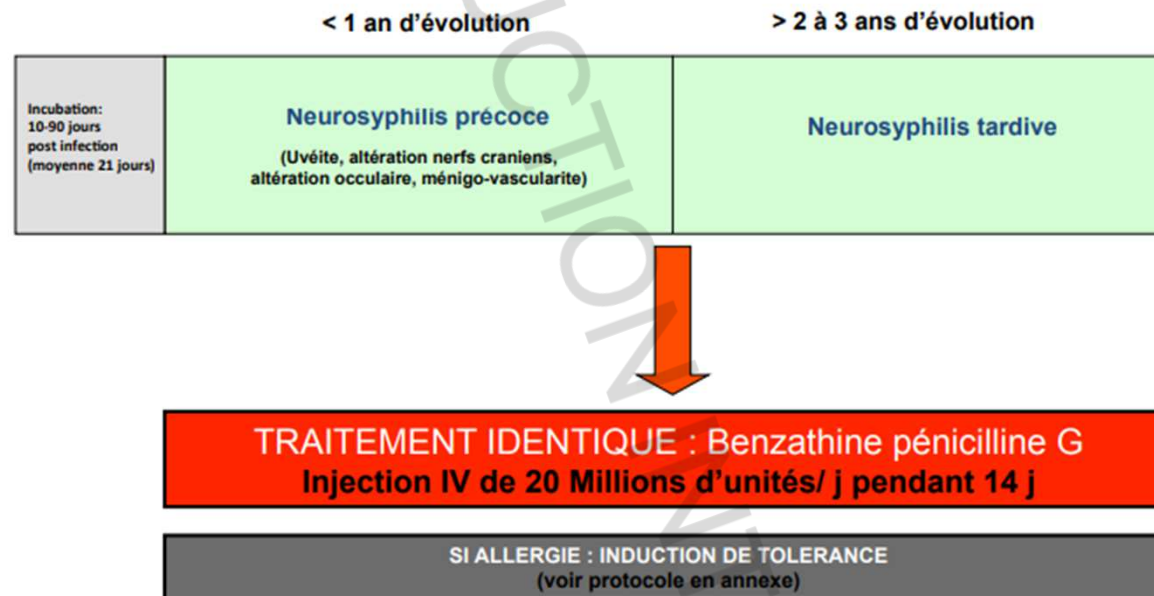 < 1 an d'évolution
> 2 à 3 ans d'évolution
Incubation:
10-90 jours
post infection
(moyenne 21 jours)
Neurosyphilis précoce
(Uvéite, altération nerfs craniens,
altération occulaire, ménigo-vascularite)
Neurosyphilis tardive
TRAITEMENT IDENTIQUE : Benzathine pénicilline G
Injection IV de 20 Millions d'unités/ j pendant 14 j
SI ALLERGIE : INDUCTION DE TOLERANCE
(voir protocole en annexe)